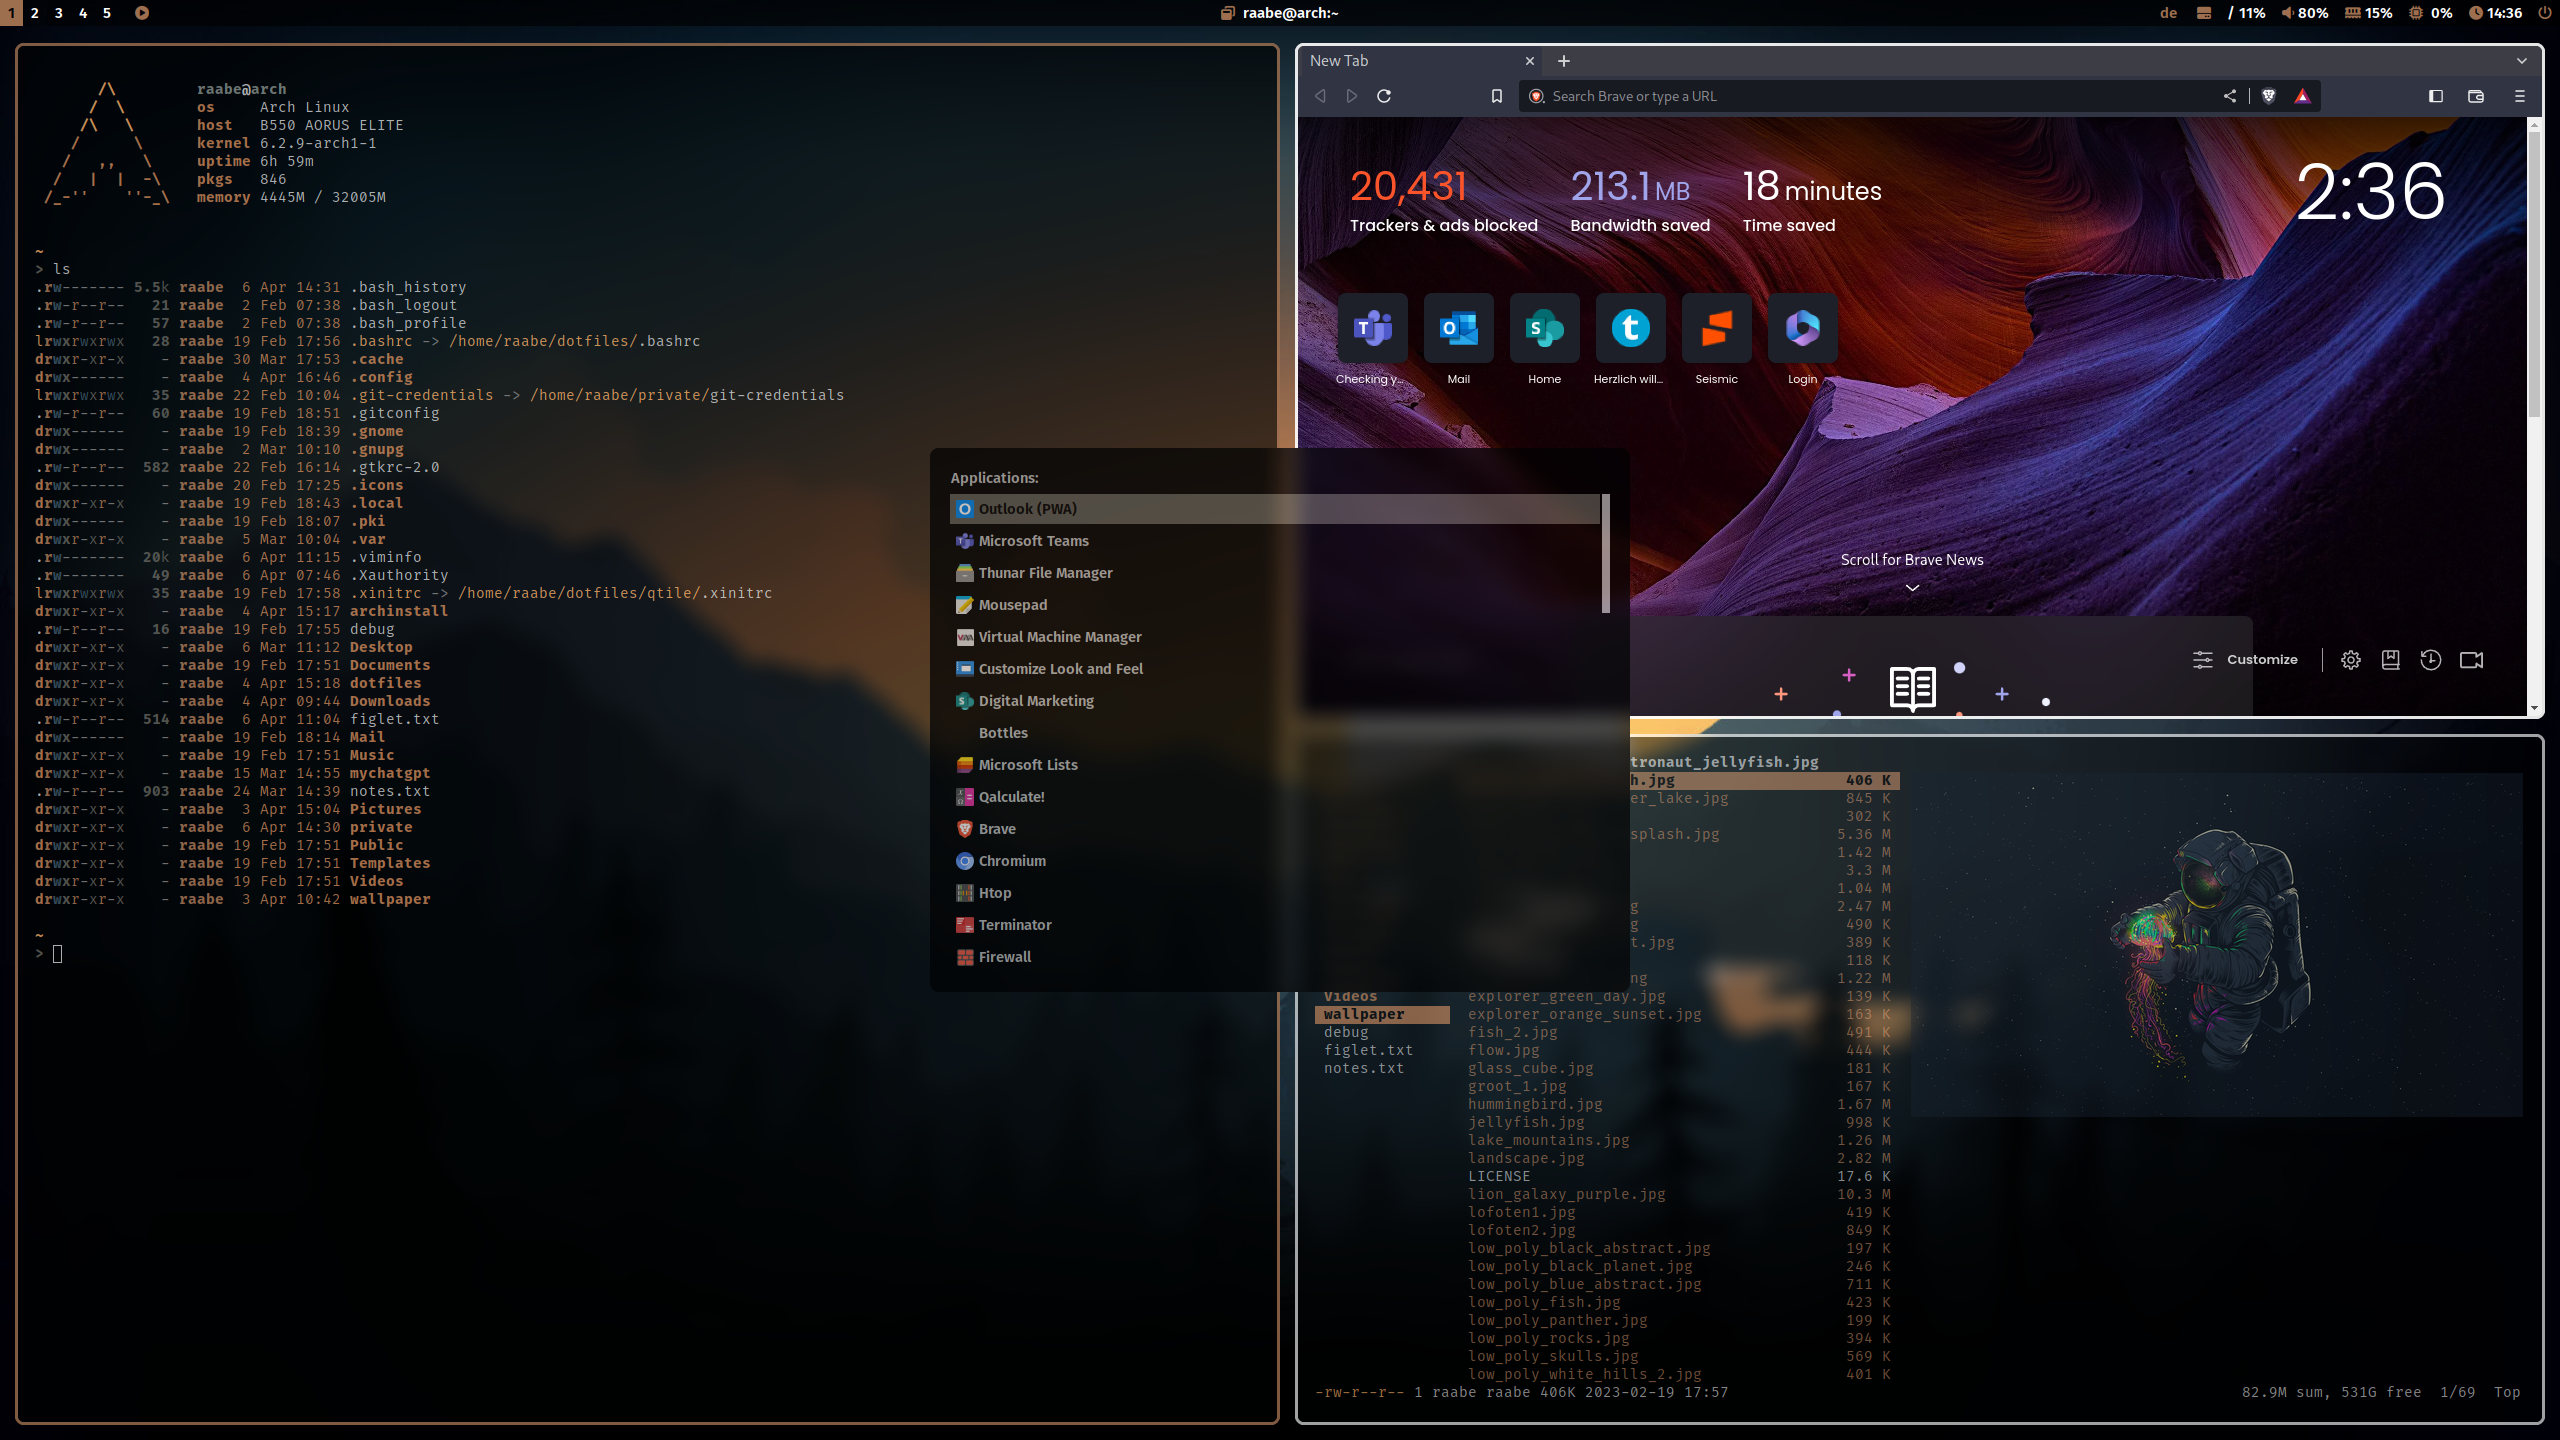 1 2 3 4 5
raabe@arch:~
de / 11% 80% 15% 0% 14:36
raabe@arch
os Arch Linux
host B550 AORUS ELITE
kernel 6.2.9-arch1-1
uptime 6h 59m
pkgs 846
memory 4445M / 32005M
~
> ls
.rw------- 5.5k raabe 6 Apr 14:31 .bash_history
.rw-r--r-- 21 raabe 2 Feb 07:38 .bash_logout
.rw-r--r-- 57 raabe 2 Feb 07:38 .bash_profile
lrwxrwxrwx 28 raabe 19 Feb 17:56 .bashrc -> /home/raabe/dotfiles/.bashrc
drwxr-xr-x - raabe 30 Mar 17:53 .cache
drwx------ - raabe 4 Apr 16:46 .config
lrwxrwxrwx 35 raabe 22 Feb 10:04 .git-credentials -> /home/raabe/private/git-credentials
.rw-r--r-- 60 raabe 19 Feb 18:51 .gitconfig
drwx------ - raabe 19 Feb 18:39 .gnome
drwx------ - raabe 2 Mar 10:10 .gnupg
.rw-r--r-- 582 raabe 22 Feb 16:14 .gtkrc-2.0
drwx------ - raabe 20 Feb 17:25 .icons
drwxr-xr-x - raabe 19 Feb 18:43 .local
drwx------ - raabe 19 Feb 18:07 .pki
drwxr-xr-x - raabe 5 Mar 10:04 .var
.rw------- 20k raabe 6 Apr 11:15 .viminfo
.rw------- 49 raabe 6 Apr 07:46 .Xauthority
lrwxrwxrwx 35 raabe 19 Feb 17:58 .xinitrc -> /home/raabe/dotfiles/qtile/.xinitrc
drwxr-xr-x - raabe 4 Apr 15:17 archinstall
.rw-r--r-- 16 raabe 19 Feb 17:55 debug
drwxr-xr-x - raabe 6 Mar 11:12 Desktop
drwxr-xr-x - raabe 19 Feb 17:51 Documents
drwxr-xr-x - raabe 4 Apr 15:18 dotfiles
drwxr-xr-x - raabe 4 Apr 09:44 Downloads
.rw-r--r-- 514 raabe 6 Apr 11:04 figlet.txt
drwx------ - raabe 19 Feb 18:14 Mail
drwxr-xr-x - raabe 19 Feb 17:51 Music
drwxr-xr-x - raabe 15 Mar 14:55 mychatgpt
.rw-r--r-- 903 raabe 24 Mar 14:39 notes.txt
drwxr-xr-x - raabe 3 Apr 15:04 Pictures
drwxr-xr-x - raabe 6 Apr 14:30 private
drwxr-xr-x - raabe 19 Feb 17:51 Public
drwxr-xr-x - raabe 19 Feb 17:51 Templates
drwxr-xr-x - raabe 19 Feb 17:51 Videos
drwxr-xr-x - raabe 3 Apr 10:42 wallpaper
~
>
New Tab
Search Brave or type a URL
20,431 213.1 MB 18 minutes
Trackers & ads blocked Bandwidth saved Time saved
2:36
Checking y... Mail Home Herzlich will... Seismic Login
Scroll for Brave News
Customize
Applications:
Outlook (PWA)
Microsoft Teams
Thunar File Manager
Mousepad
Virtual Machine Manager
Customize Look and Feel
Digital Marketing
Bottles
Microsoft Lists
Qalculate!
Brave
Chromium
Htop
Terminator
Firewall
tronaut_jellyfish.jpg
h.jpg 406 K
er_lake.jpg 845 K
302 K
splash.jpg 5.36 M
1.42 M
3.3 M
1.04 M
g 2.47 M
g 490 K
t.jpg 389 K
118 K
ng 1.22 M
Videos explorer_green_day.jpg 139 K
wallpaper explorer_orange_sunset.jpg 163 K
debug fish_2.jpg 491 K
figlet.txt flow.jpg 444 K
notes.txt glass_cube.jpg 181 K
groot_1.jpg 167 K
hummingbird.jpg 1.67 M
jellyfish.jpg 998 K
lake_mountains.jpg 1.26 M
landscape.jpg 2.82 M
LICENSE 17.6 K
lion_galaxy_purple.jpg 10.3 M
lofoten1.jpg 419 K
lofoten2.jpg 849 K
low_poly_black_abstract.jpg 197 K
low_poly_black_planet.jpg 246 K
low_poly_blue_abstract.jpg 711 K
low_poly_fish.jpg 423 K
low_poly_panther.jpg 199 K
low_poly_rocks.jpg 394 K
low_poly_skulls.jpg 569 K
low_poly_white_hills_2.jpg 401 K
-rw-r--r-- 1 raabe raabe 406K 2023-02-19 17:57 82.9M sum, 531G free 1/69 Top